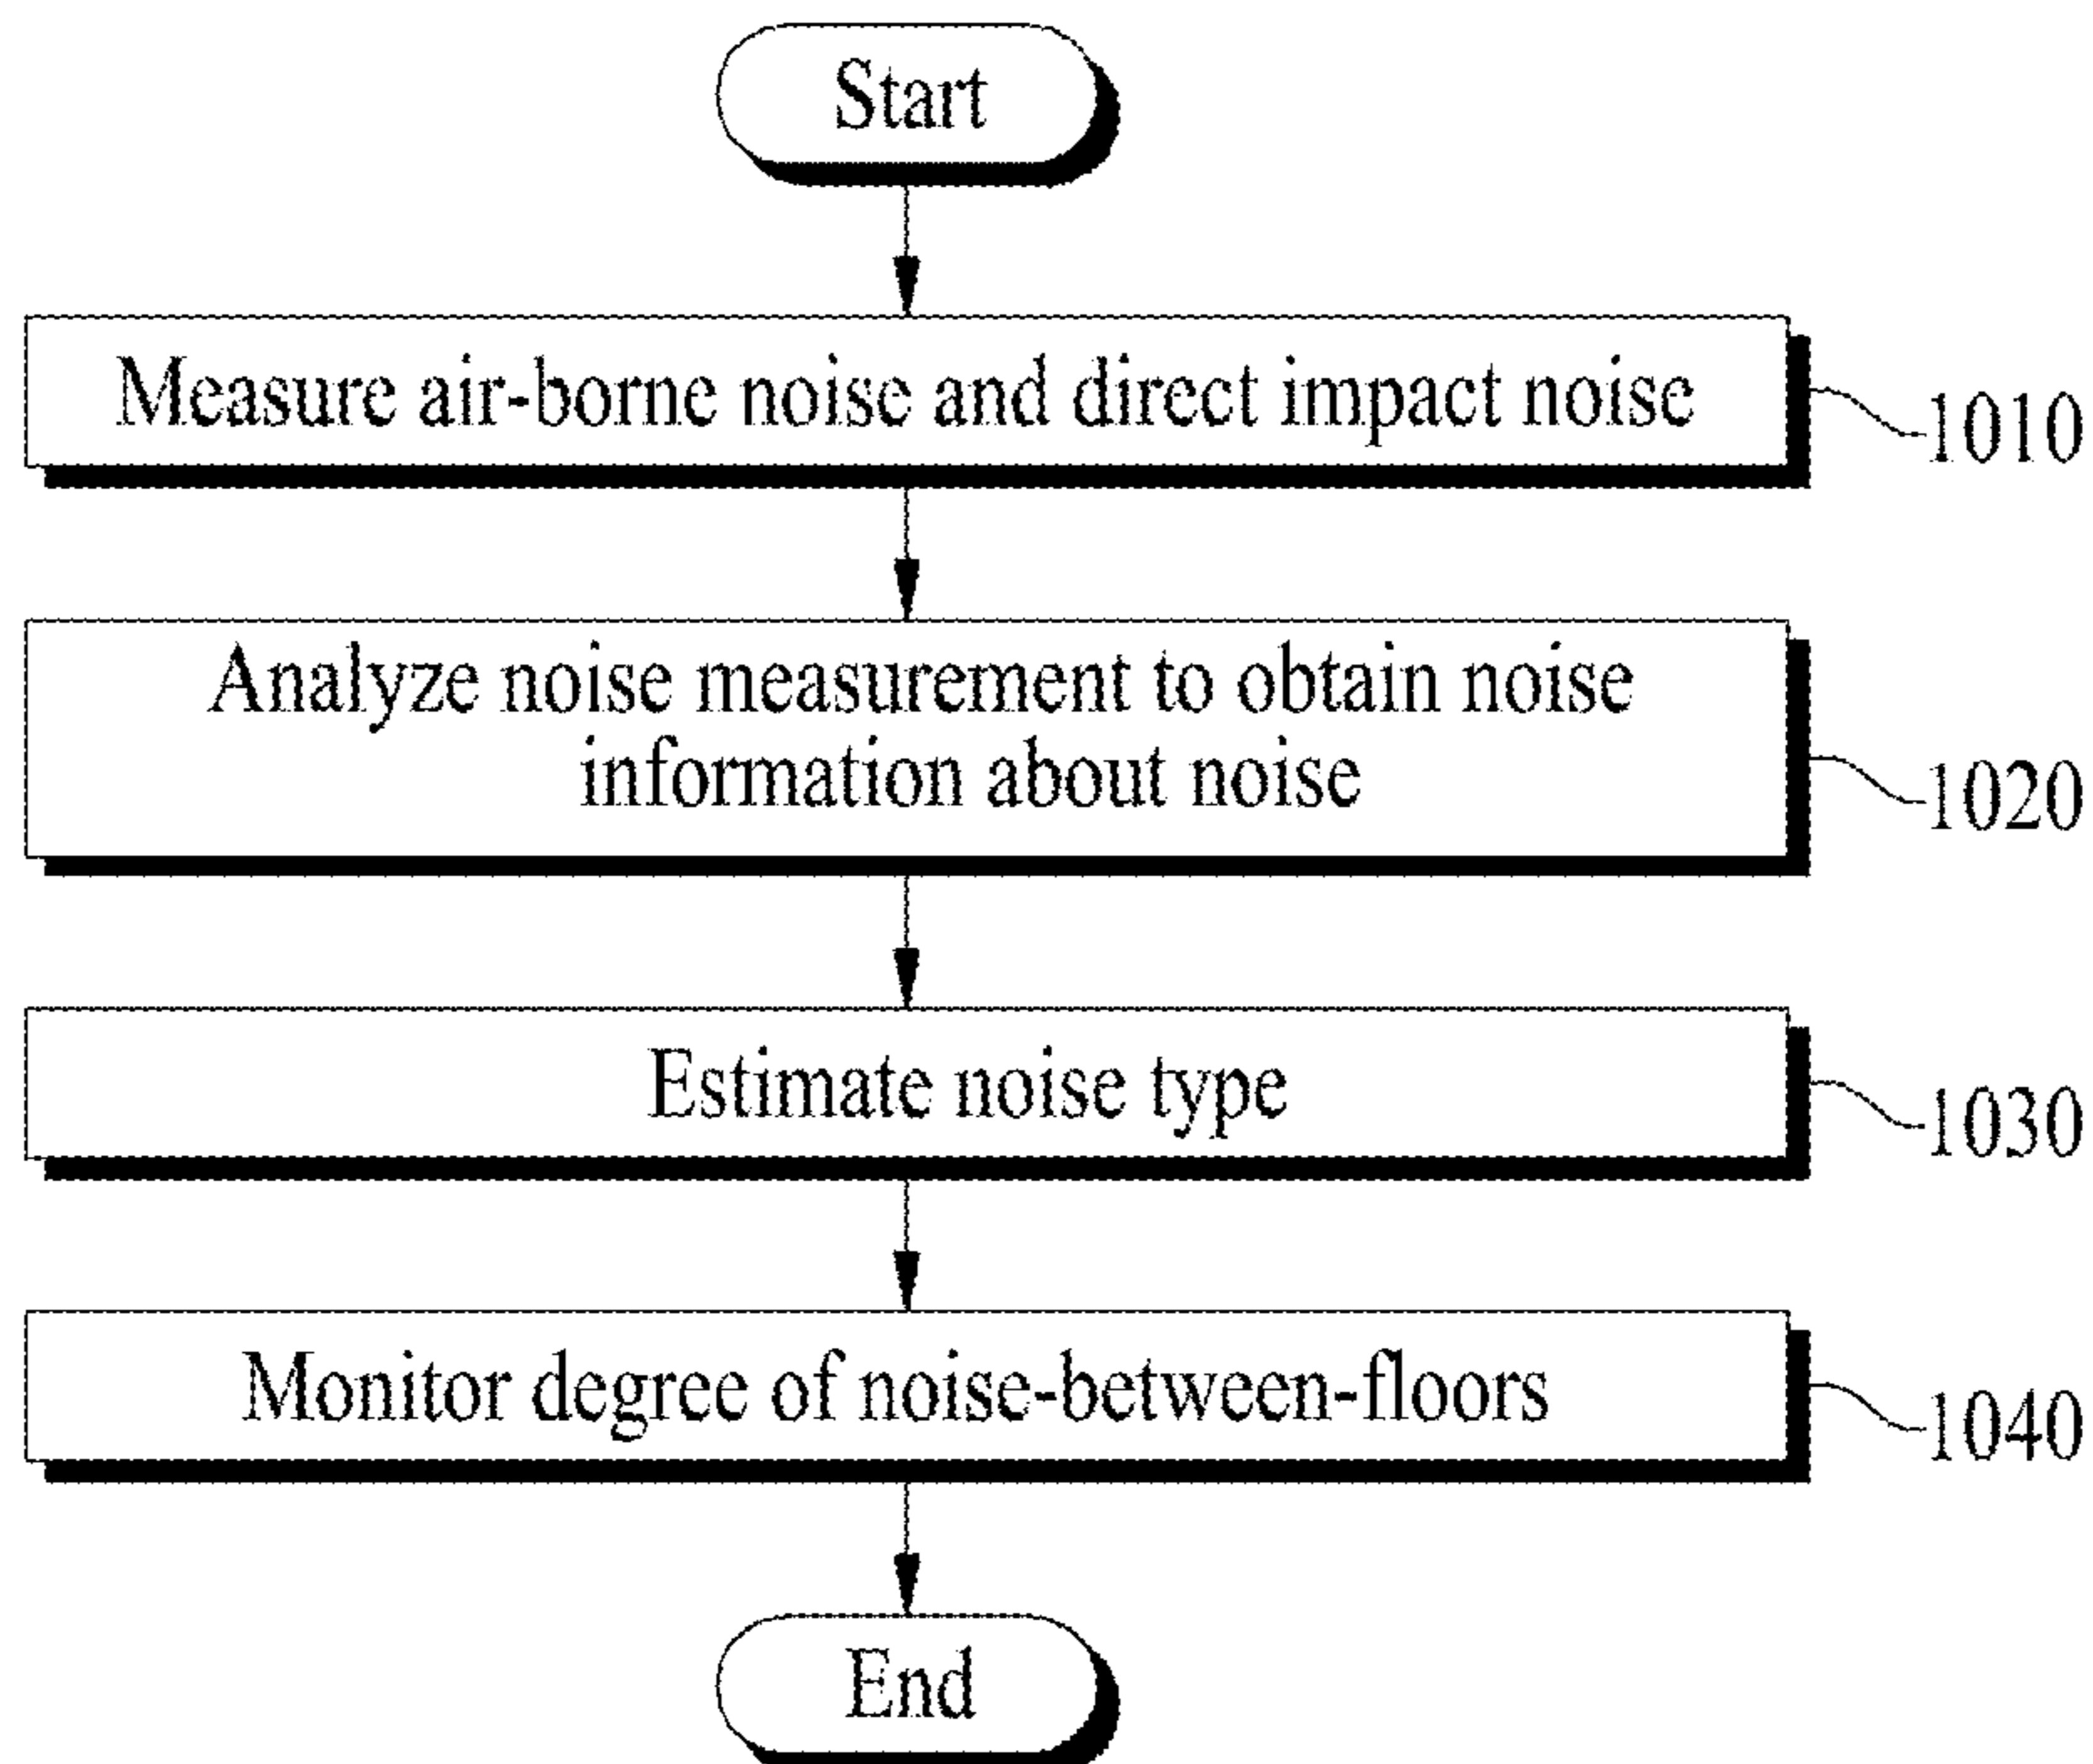 Start
Measure air-borne noise and direct impact noise
1010
Analyze noise measurement to obtain noise
information about noise
1020
Estimate noise type
1030
Monitor degree of noise-between-floors
1040
End